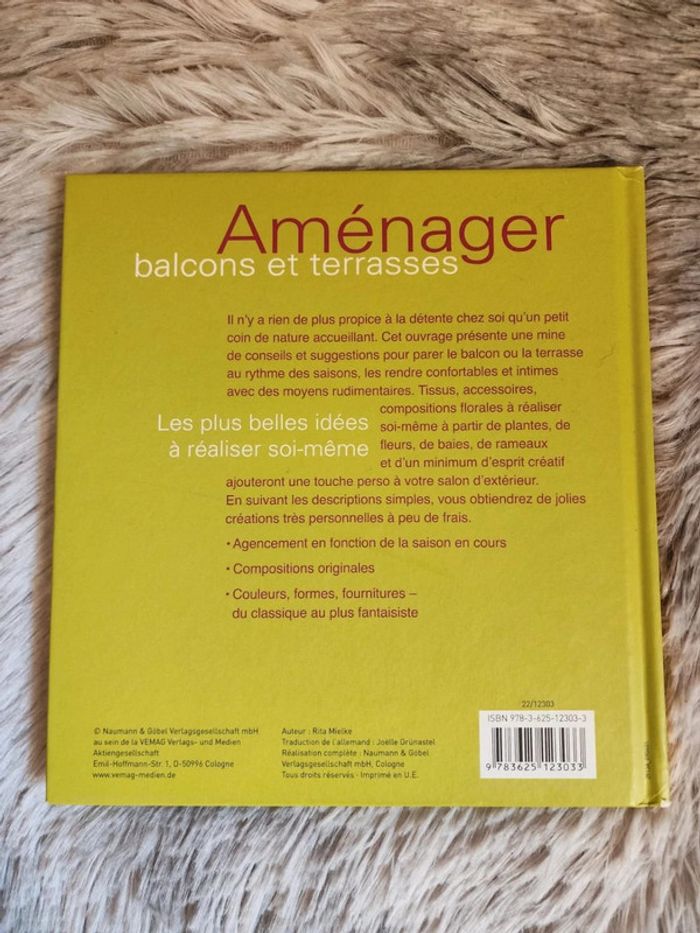 Aménager
balcons et terrasses
Il n'y a rien de plus propice à la détente chez soi qu'un petit
coin de nature accueillant. Cet ouvrage présente une mine
de conseils et suggestions pour parer le balcon ou la terrasse
au rythme des saisons, les rendre confortables et intimes
avec des moyens rudimentaires. Tissus, accessoires,
compositions florales à réaliser
soi-même à partir de plantes, de
fleurs, de baies, de rameaux
et d'un minimum d'esprit créatif
ajouteront une touche perso à votre salon d'extérieur.
En suivant les descriptions simples, vous obtiendrez de jolies
créations très personnelles à peu de frais.
Les plus belles idées
à réaliser soi-même
• Agencement en fonction de la saison en cours
• Compositions originales
• Couleurs, formes, fournitures –
du classique au plus fantaisiste
© Naumann & Göbel Verlagsgesellschaft mbH
au sein de la VEMAG Verlags- und Medien
Aktiengesellschaft
Emil-Hoffmann-Str. 1, D-50996 Cologne
www.vemag-medien.de
Auteur : Rita Mielke
Traduction de l'allemand : Joëlle Grünastel
Réalisation complète : Naumann & Göbel
Verlagsgesellschaft mbH, Cologne
Tous droits réservés · Imprimé en U.E.
22/12303
ISBN 978-3-625-12303-3
9 783625 123033